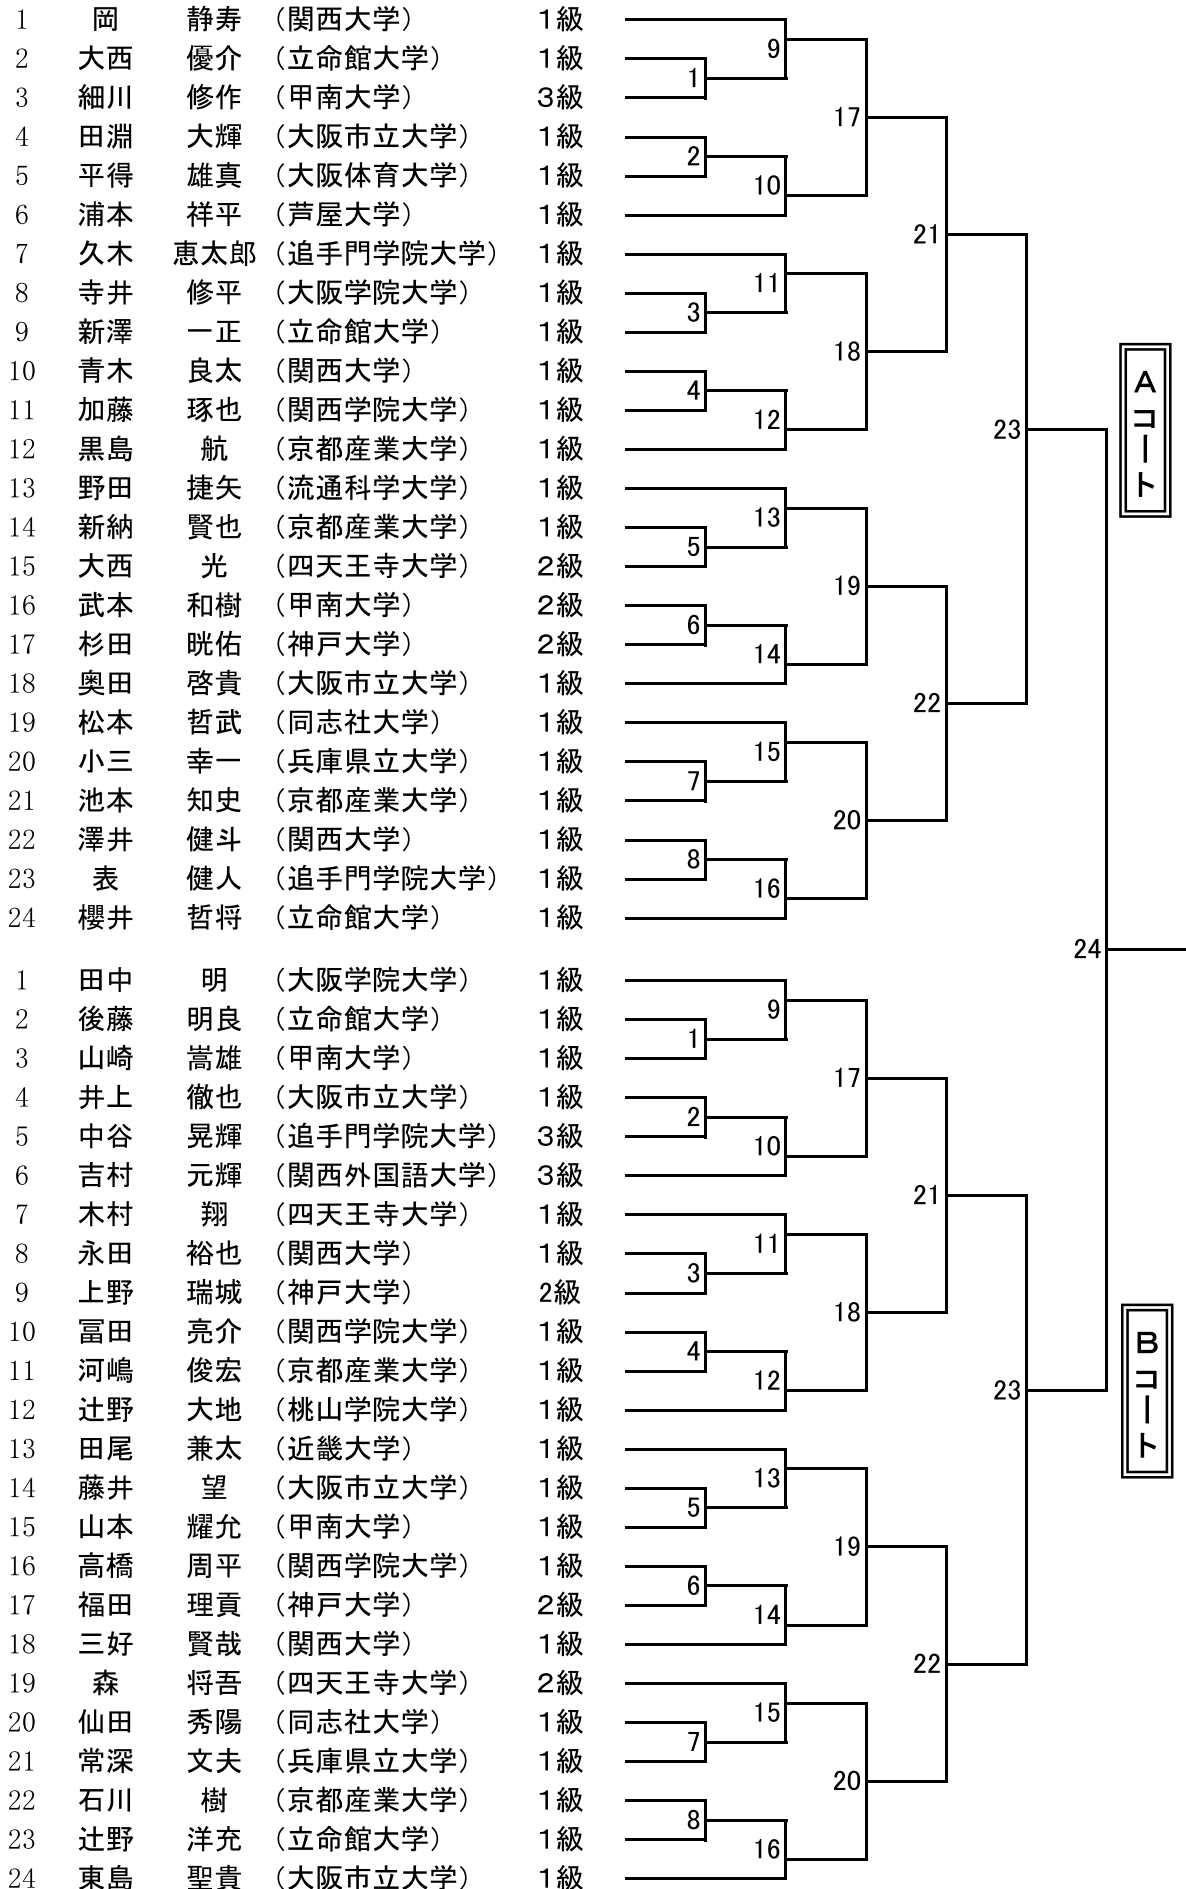 1 岡 静寿 （関西大学） 1級
2 大西 優介 （立命館大学） 1級
3 細川 修作 （甲南大学） 3級
4 田淵 大輝 （大阪市立大学） 1級
5 平得 雄真 （大阪体育大学） 1級
6 浦本 祥平 （芦屋大学） 1級
7 久木 恵太郎 （追手門学院大学） 1級
8 寺井 修平 （大阪学院大学） 1級
9 新澤 一正 （立命館大学） 1級
10 青木 良太 （関西大学） 1級
11 加藤 琢也 （関西学院大学） 1級
12 黒島 航 （京都産業大学） 1級
13 野田 捷矢 （流通科学大学） 1級
14 新納 賢也 （京都産業大学） 1級
15 大西 光 （四天王寺大学） 2級
16 武本 和樹 （甲南大学） 2級
17 杉田 晄佑 （神戸大学） 2級
18 奥田 啓貴 （大阪市立大学） 1級
19 松本 哲武 （同志社大学） 1級
20 小三 幸一 （兵庫県立大学） 1級
21 池本 知史 （京都産業大学） 1級
22 澤井 健斗 （関西大学） 1級
23 表 健人 （追手門学院大学） 1級
24 櫻井 哲将 （立命館大学） 1級
9
1
17
2
10
21
11
3
18
4
12
23
13
5
19
6
14
22
15
7
20
8
16
Aコート
24
1 田中 明 （大阪学院大学） 1級
2 後藤 明良 （立命館大学） 1級
3 山崎 嵩雄 （甲南大学） 1級
4 井上 徹也 （大阪市立大学） 1級
5 中谷 晃輝 （追手門学院大学） 3級
6 吉村 元輝 （関西外国語大学） 3級
7 木村 翔 （四天王寺大学） 1級
8 永田 裕也 （関西大学） 1級
9 上野 瑞城 （神戸大学） 2級
10 冨田 亮介 （関西学院大学） 1級
11 河嶋 俊宏 （京都産業大学） 1級
12 辻野 大地 （桃山学院大学） 1級
13 田尾 兼太 （近畿大学） 1級
14 藤井 望 （大阪市立大学） 1級
15 山本 耀允 （甲南大学） 1級
16 高橋 周平 （関西学院大学） 1級
17 福田 理貢 （神戸大学） 2級
18 三好 賢哉 （関西大学） 1級
19 森 将吾 （四天王寺大学） 2級
20 仙田 秀陽 （同志社大学） 1級
21 常深 文夫 （兵庫県立大学） 1級
22 石川 樹 （京都産業大学） 1級
23 辻野 洋充 （立命館大学） 1級
24 東島 聖貴 （大阪市立大学） 1級
9
1
17
2
10
21
11
3
18
4
12
23
13
5
19
6
14
22
15
7
20
8
16
Bコート